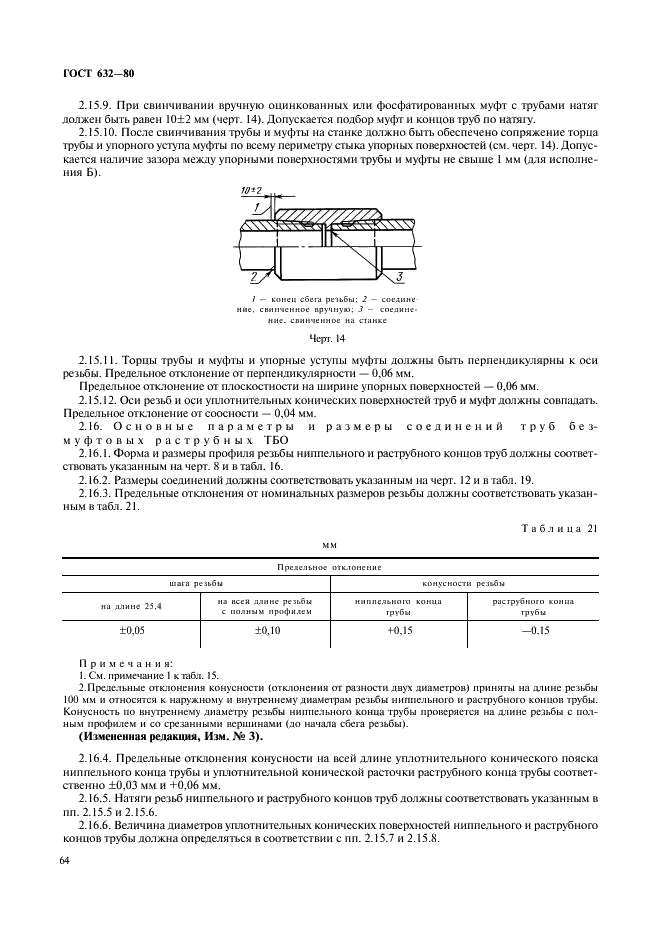 ГОСТ 632—80
2.15.9. При свинчивании вручную оцинкованных или фосфатированных муфт с трубами натяг
должен быть равен 10±2 мм (черт. 14). Допускается подбор муфт и концов труб по натягу.
2.15.10. После свинчивания трубы и муфты на станке должно быть обеспечено сопряжение торца
трубы и упорного уступа муфты по всему периметру стыка упорных поверхностей (см. черт. 14). Допус-
кается наличие зазора между упорными поверхностями трубы и муфты не свыше 1 мм (для исполне-
ния Б).
10±2
1
2
3
1 — конец сбега резьбы; 2 — соедине-
ние, свинченное вручную; 3 — соедине-
ние, свинченное на станке
Черт. 14
2.15.11. Торцы трубы и муфты и упорные уступы муфты должны быть перпендикулярны к оси
резьбы. Предельное отклонение от перпендикулярности — 0,06 мм.
Предельное отклонение от плоскостности на ширине упорных поверхностей — 0,06 мм.
2.15.12. Оси резьб и оси уплотнительных конических поверхностей труб и муфт должны совпадать.
Предельное отклонение от соосности — 0,04 мм.
2.16. Основные параметры и размеры соединений труб без-
муфтовых раструбных ТБО
2.16.1. Форма и размеры профиля резьбы ниппельного и раструбного концов труб должны соответ-
ствовать указанным на черт. 8 и в табл. 16.
2.16.2. Размеры соединений должны соответствовать указанным на черт. 12 и в табл. 19.
2.16.3. Предельные отклонения от номинальных размеров резьбы должны соответствовать указан-
ным в табл. 21.
Таблица 21
мм
Предельное отклонение
шага резьбы конусности резьбы
на длине 25,4 на всей длине резьбы с полным профилем ниппельного конца трубы раструбного конца трубы
±0,05 ±0,10 +0,15 —0,15
Примечания:
1. См. примечание 1 к табл. 15.
2.Предельные отклонения конусности (отклонения от разности двух диаметров) приняты на длине резьбы
100 мм и относятся к наружному и внутреннему диаметрам резьбы ниппельного и раструбного концов трубы.
Конусность по внутреннему диаметру резьбы ниппельного конца трубы проверяется на длине резьбы с пол-
ным профилем и со срезанными вершинами (до начала сбега резьбы).
(Измененная редакция, Изм. № 3).
2.16.4. Предельные отклонения конусности на всей длине уплотнительного конического пояска
ниппельного конца трубы и уплотнительной конической расточки раструбного конца трубы соответ-
ственно ±0,03 мм и +0,06 мм.
2.16.5. Натяги резьб ниппельного и раструбного концов труб должны соответствовать указанным в
пп. 2.15.5 и 2.15.6.
2.16.6. Величина диаметров уплотнительных конических поверхностей ниппельного и раструбного
концов трубы должна определяться в соответствии с пп. 2.15.7 и 2.15.8.
64